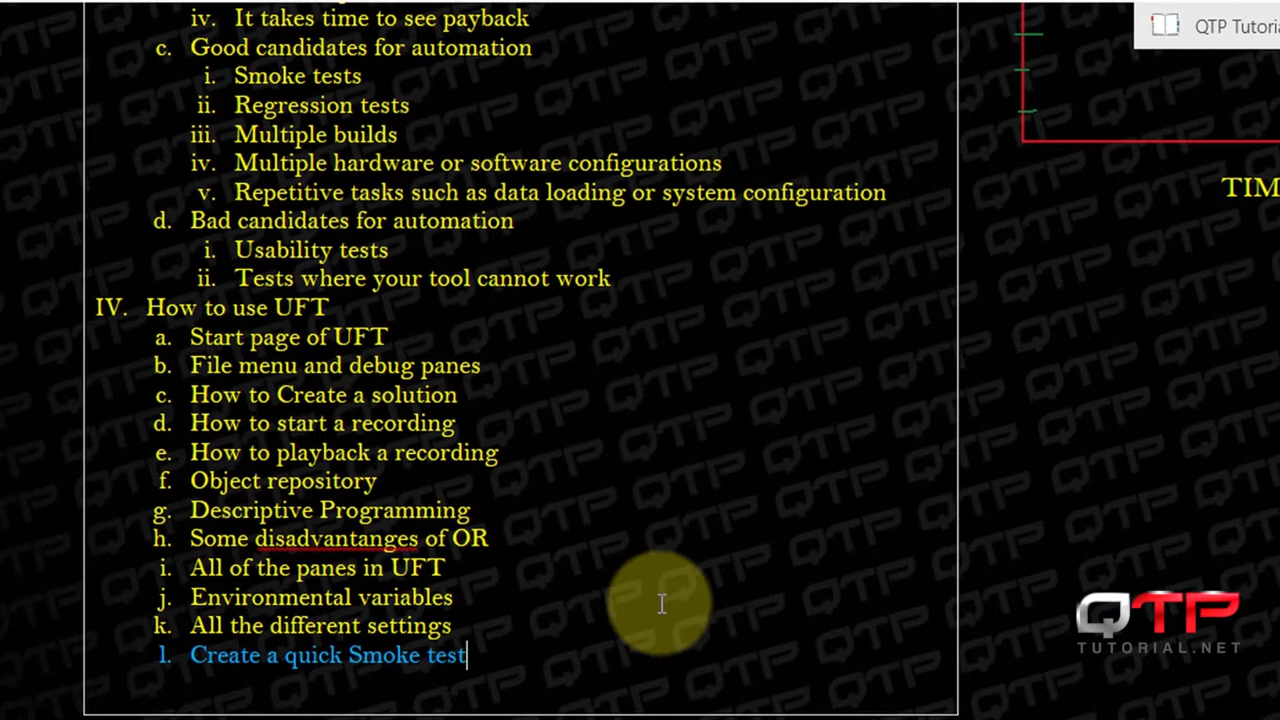 iv. It takes time to see payback
QTP Tutoria
c. Good candidates for automation
i. Smoke tests
ii. Regression tests
iii. Multiple builds
iv. Multiple hardware or software configurations
v. Repetitive tasks such as data loading or system configuration
TIM
d. Bad candidates for automation
i. Usability tests
ii. Tests where your tool cannot work
IV. How to use UFT
a. Start page of UFT
b. File menu and debug panes
c. How to Create a solution
d. How to start a recording
e. How to playback a recording
f. Object repository
g. Descriptive Programming
h. Some disadvantanges of OR
i. All of the panes in UFT
j. Environmental variables
k. All the different settings
l. Create a quick Smoke test
QTP
TUTORIAL.NET